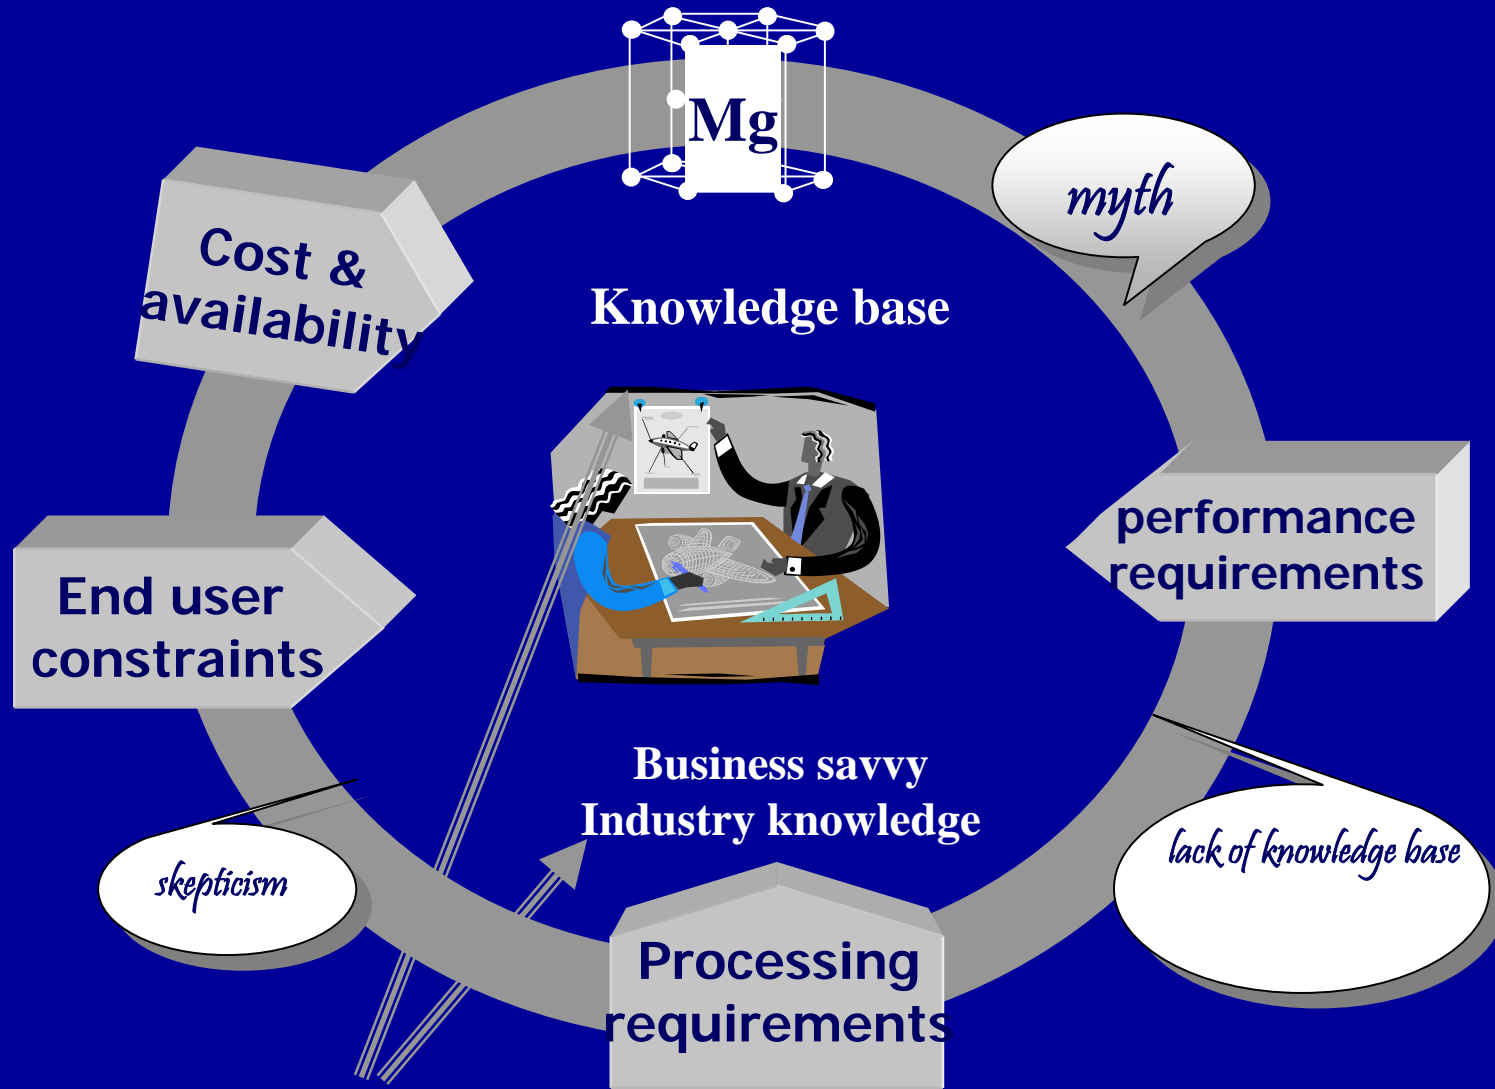 Mg
myth
Cost &
availability
Knowledge base
performance
requirements
End user
constraints
Business savvy
Industry knowledge
lack of knowledge base
skepticism
Processing
requirements